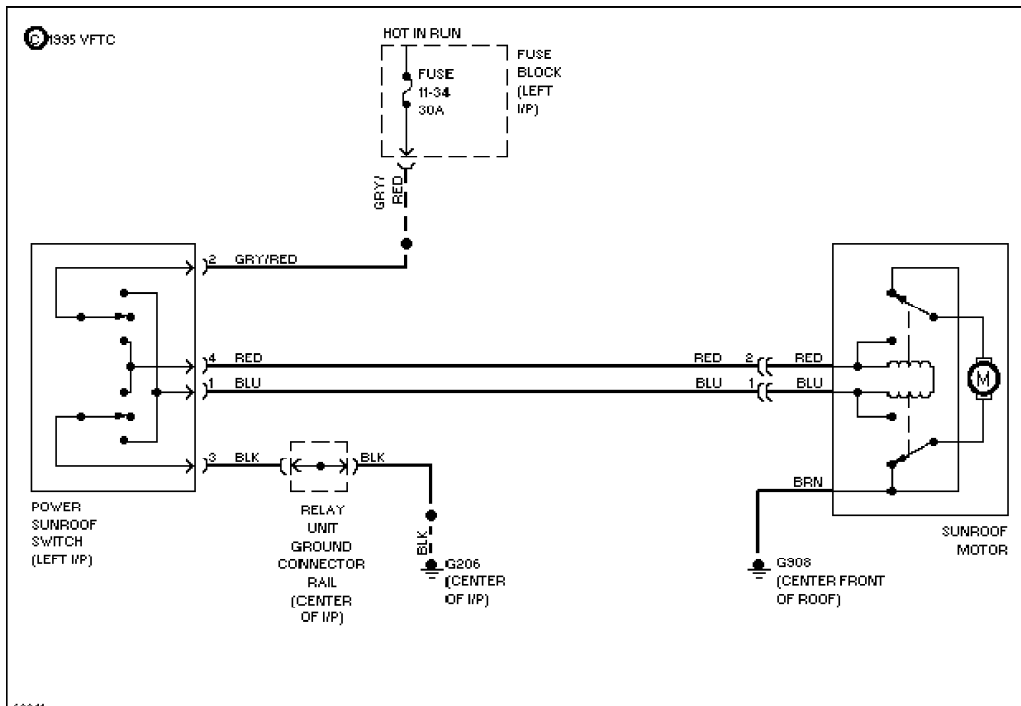 © 1995 VFTC
HOT IN RUN
FUSE
11-34
30A
FUSE
BLOCK
(LEFT
I/P)
GRY/
RED
2 GRY/RED
4 RED
RED 2 RED
1 BLU
BLU 1 BLU
3 BLK
BLK
BLK
POWER
SUNROOF
SWITCH
(LEFT I/P)
RELAY
UNIT
GROUND
CONNECTOR
RAIL
(CENTER
OF I/P)
G206
(CENTER
OF I/P)
BRN
G908
(CENTER FRONT
OF ROOF)
M
SUNROOF
MOTOR